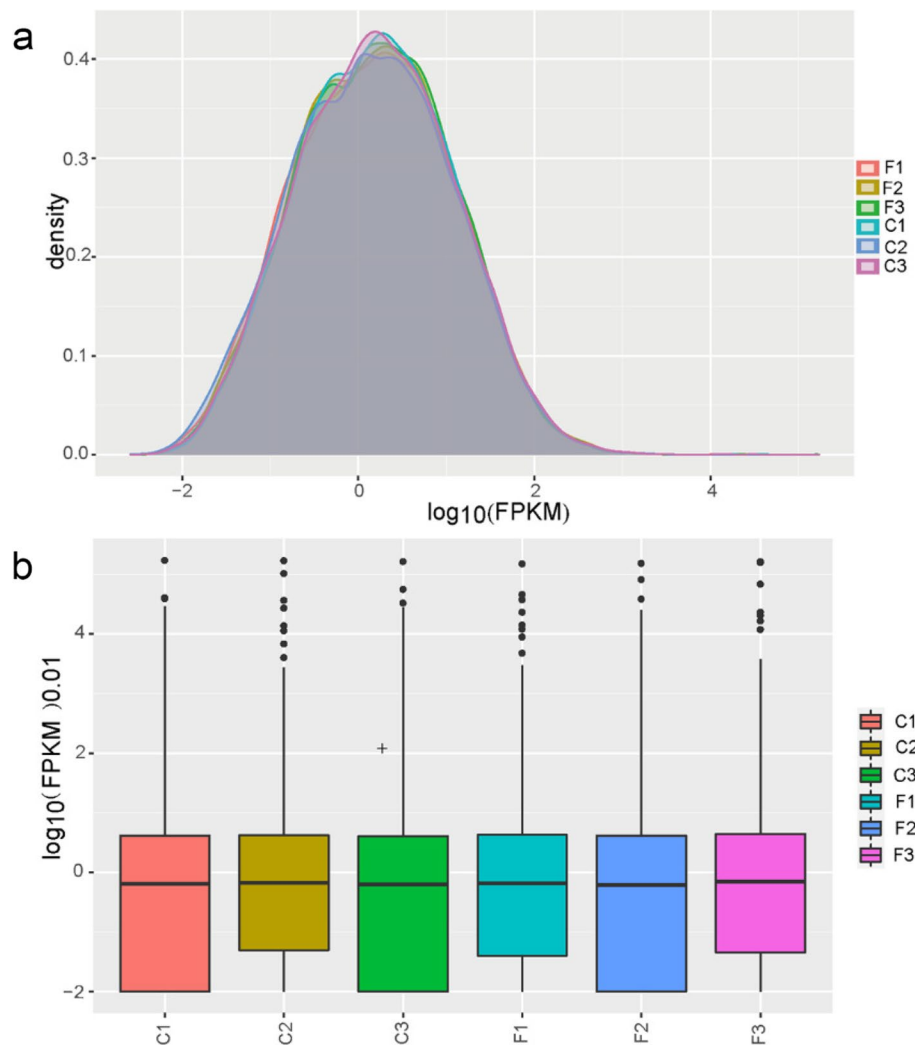 a
density
0.4
0.3
0.2
0.1
0.0
−2
0
2
4
log10(FPKM)
F1
F2
F3
C1
C2
C3
b
log10(FPKM )0.01
4
2
0
−2
+
C1
C2
C3
F1
F2
F3
C1
C2
C3
F1
F2
F3